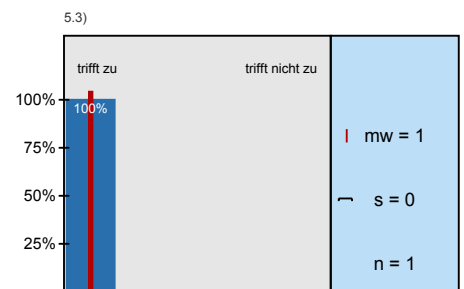 5.3)
trifft zu
trifft nicht zu
100%
100%
75%
mw = 1
50%
s = 0
25%
n = 1